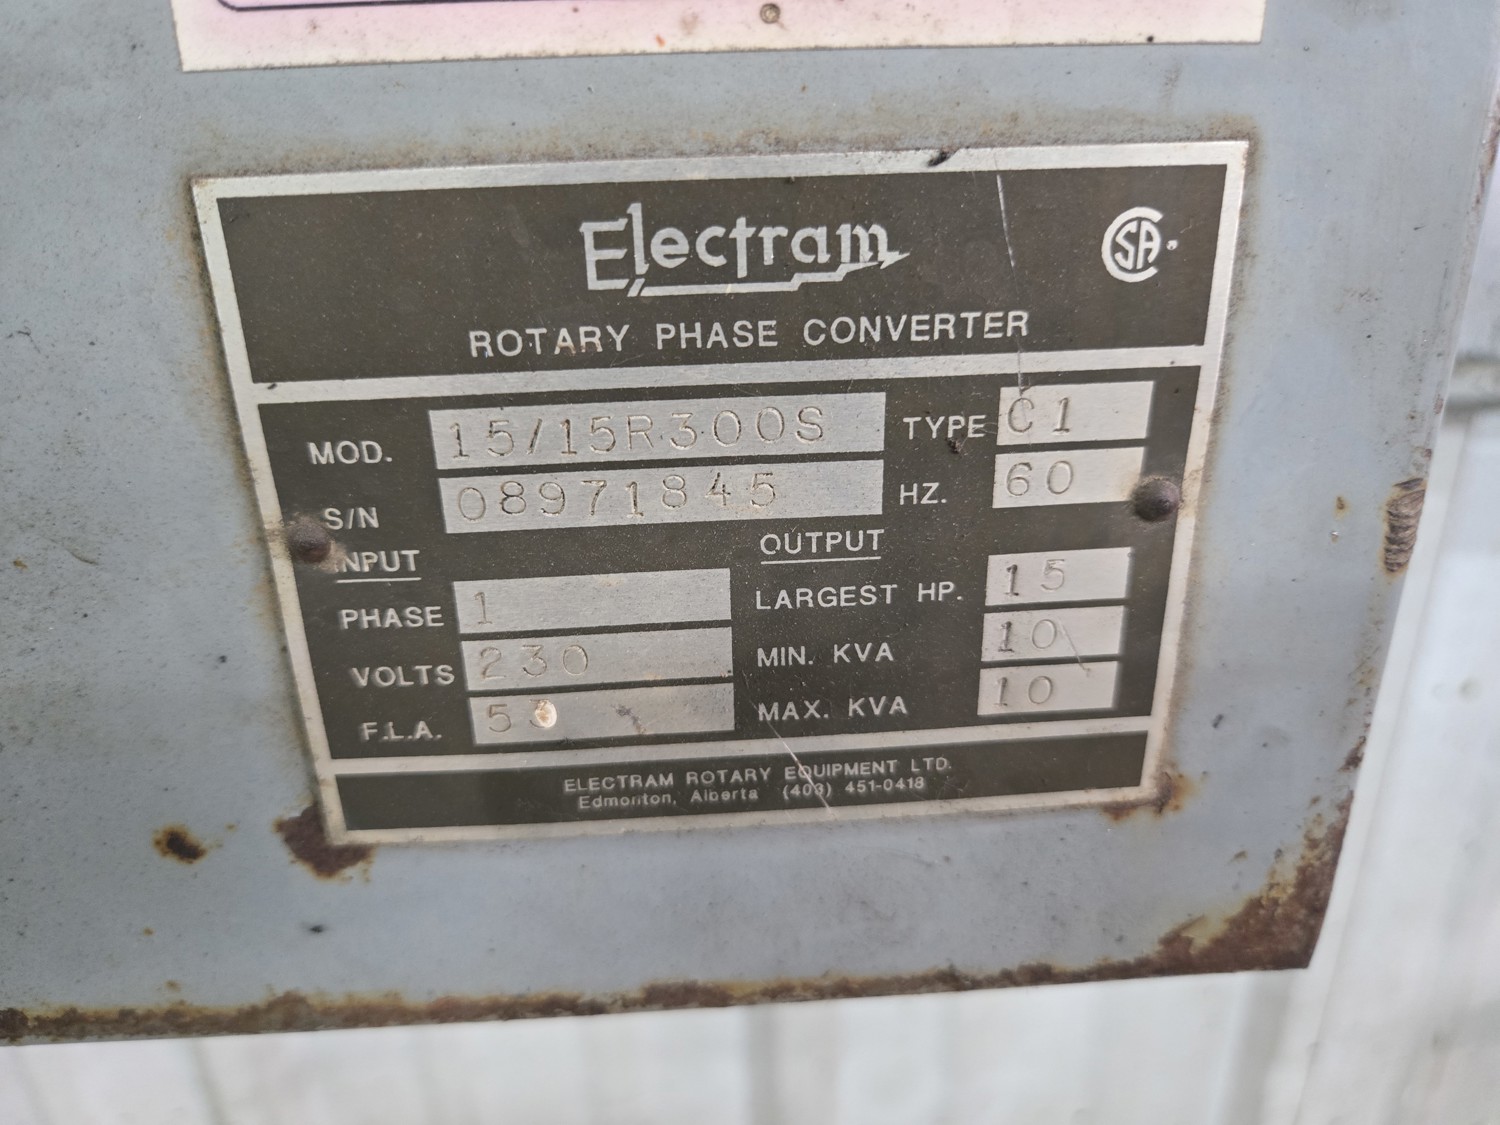 Electram
CSA
ROTARY PHASE CONVERTER
MOD. 15/15R300S TYPE C1
S/N 08971845 HZ. 60
INPUT OUTPUT
PHASE 1 LARGEST HP. 15
VOLTS 230 MIN. KVA 10
F.L.A. MAX. KVA 10
ELECTRAM ROTARY EQUIPMENT LTD.
Edmonton, Alberta (403) 451-0418